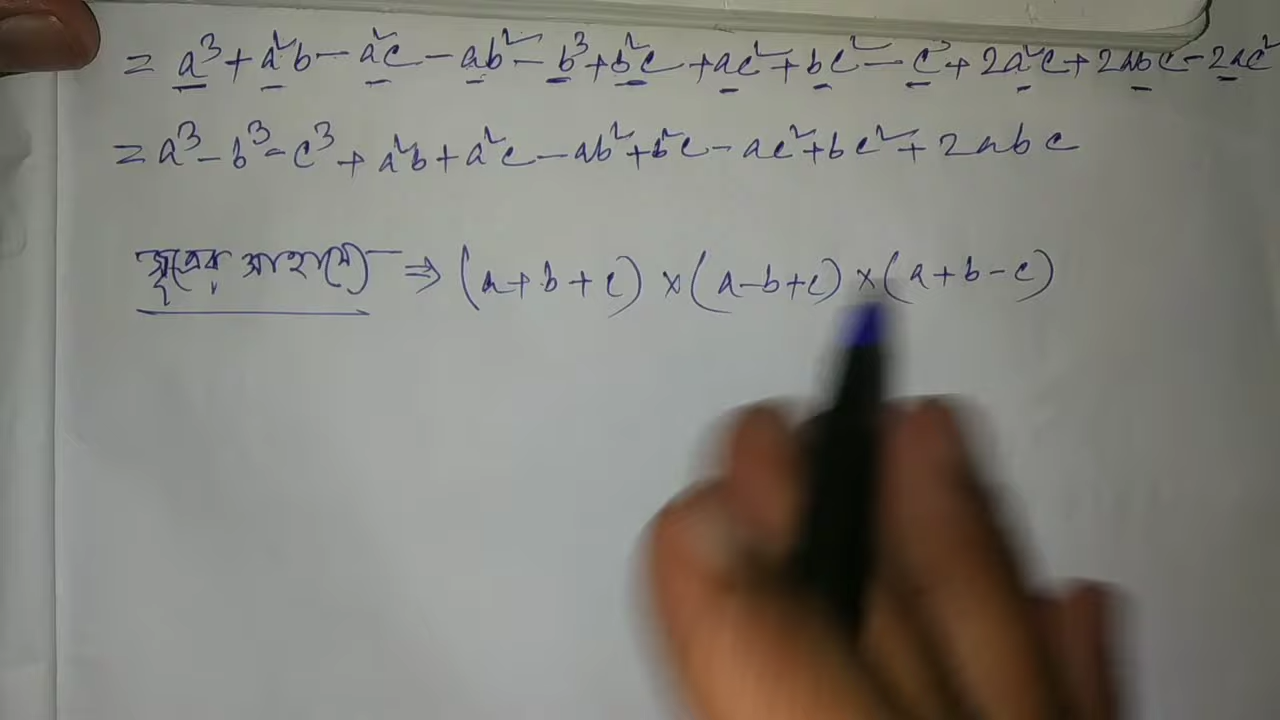 = a³ + a²b - a²c - ab² - b³ + b²c + ac² + bc² - c³ + 2a²c + 2abc - 2ac²
= a³ - b³ - c³ + a²b + a²c - ab² + b²c - ac² + bc² + 2abc
সূত্রের সাহায্যে ⇒ (a+b+c) × (a-b+c) × (a+b-c)